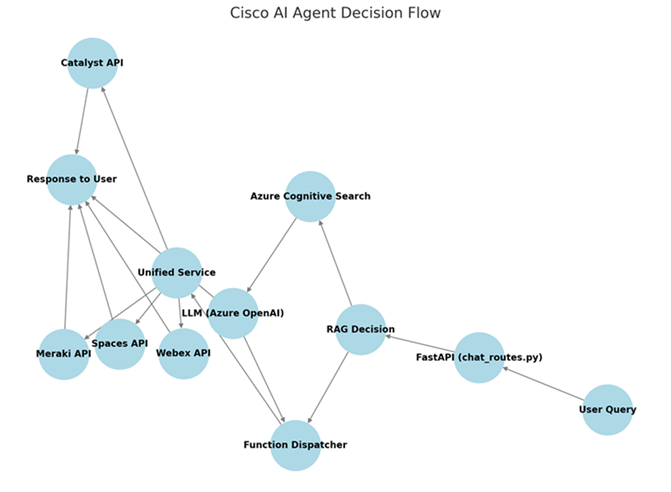 Cisco AI Agent Decision Flow
Catalyst API
Response to User
Azure Cognitive Search
Unified Service
LLM (Azure OpenAI)
RAG Decision
Meraki API
Spaces API
Webex API
FastAPI (chat_routes.py)
User Query
Function Dispatcher